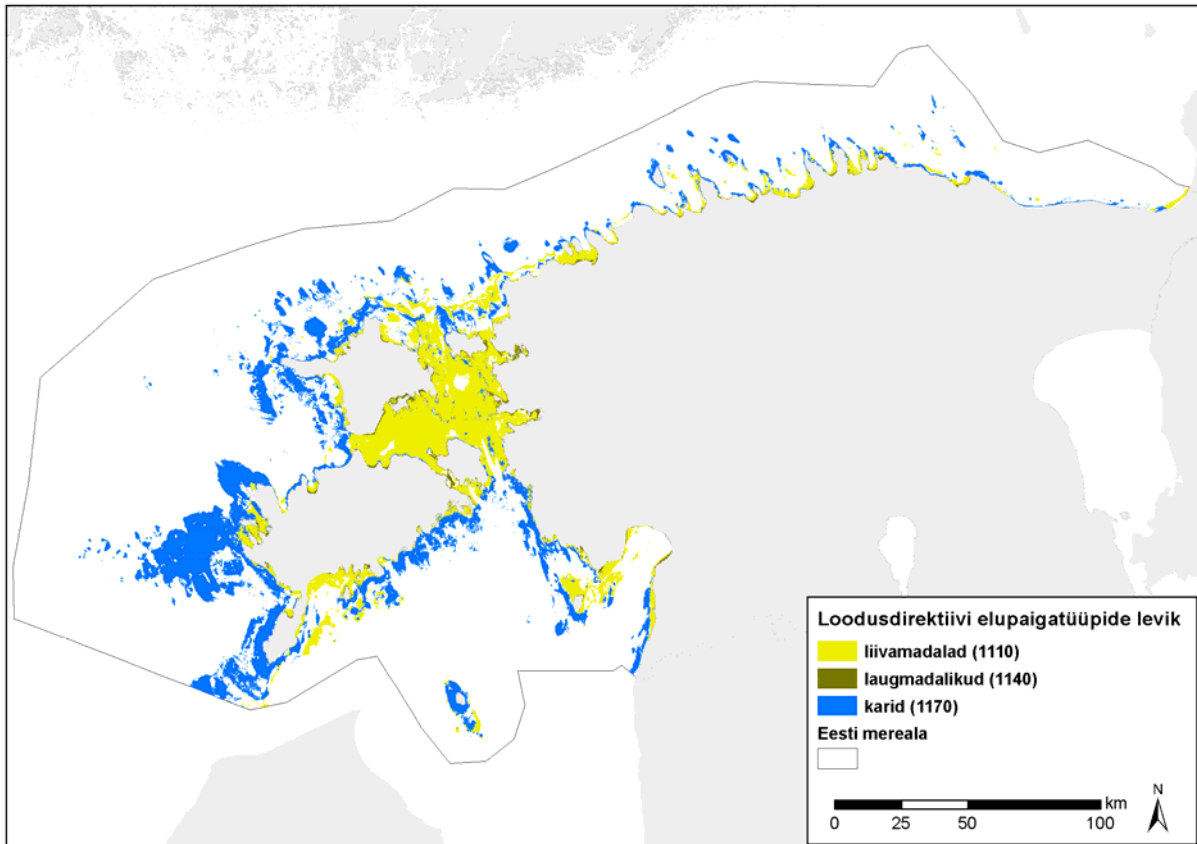 Loodusdirektiivi elupaigatüüpide levik
liivamadalad (1110)
laugmadalikud (1140)
karid (1170)
Eesti mereala
N
km
0 25 50 100